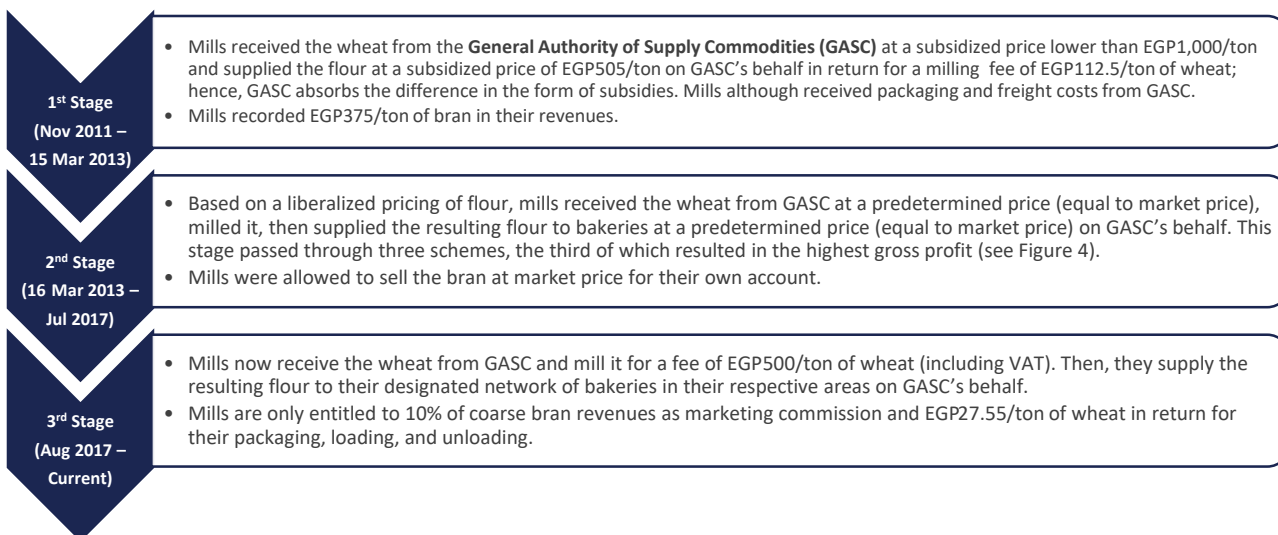 1st Stage
(Nov 2011 –
15 Mar 2013)
• Mills received the wheat from the General Authority of Supply Commodities (GASC) at a subsidized price lower than EGP1,000/ton
and supplied the flour at a subsidized price of EGP505/ton on GASC's behalf in return for a milling fee of EGP112.5/ton of wheat;
hence, GASC absorbs the difference in the form of subsidies. Mills although received packaging and freight costs from GASC.
• Mills recorded EGP375/ton of bran in their revenues.
2nd Stage
(16 Mar 2013 –
Jul 2017)
• Based on a liberalized pricing of flour, mills received the wheat from GASC at a predetermined price (equal to market price),
milled it, then supplied the resulting flour to bakeries at a predetermined price (equal to market price) on GASC's behalf. This
stage passed through three schemes, the third of which resulted in the highest gross profit (see Figure 4).
• Mills were allowed to sell the bran at market price for their own account.
3rd Stage
(Aug 2017 –
Current)
• Mills now receive the wheat from GASC and mill it for a fee of EGP500/ton of wheat (including VAT). Then, they supply the
resulting flour to their designated network of bakeries in their respective areas on GASC's behalf.
• Mills are only entitled to 10% of coarse bran revenues as marketing commission and EGP27.55/ton of wheat in return for
their packaging, loading, and unloading.